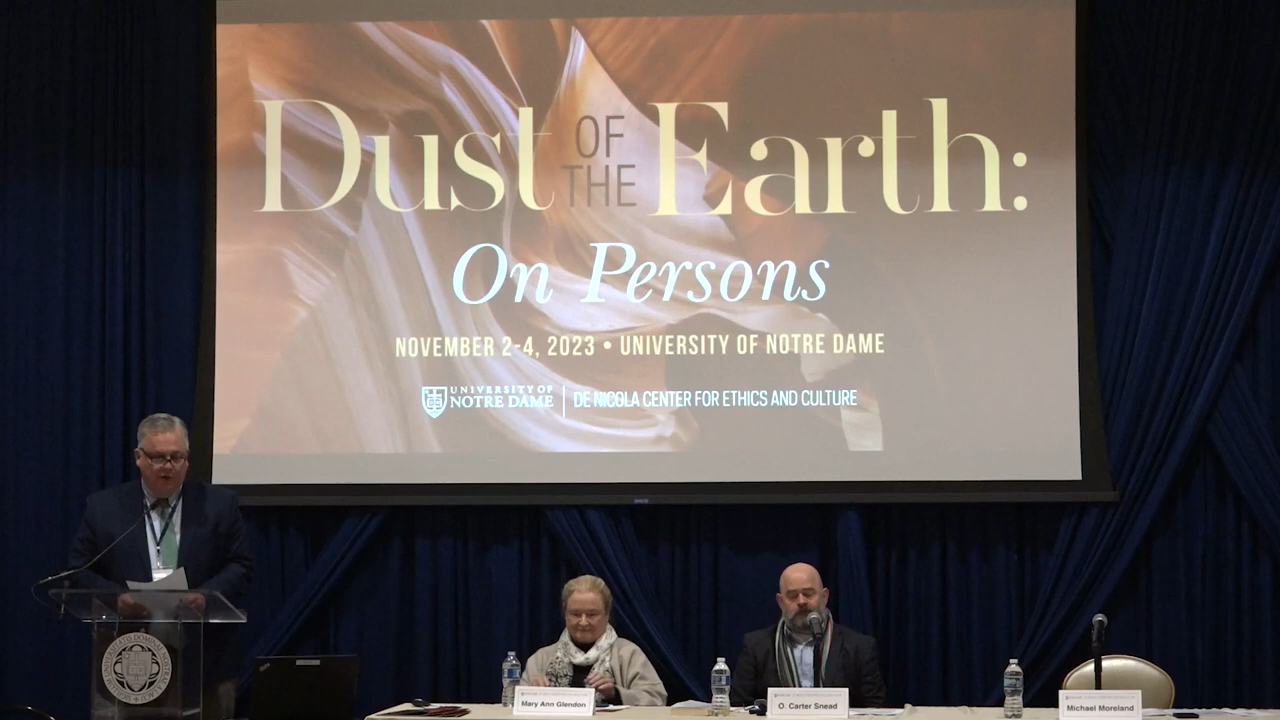 Dust OF THE Earth:
On Persons
NOVEMBER 2-4, 2023 • UNIVERSITY OF NOTRE DAME
UNIVERSITY OF
NOTRE DAME
DE NICOLA CENTER FOR ETHICS AND CULTURE
Mary Ann Glendon
O. Carter Snead
Michael Moreland